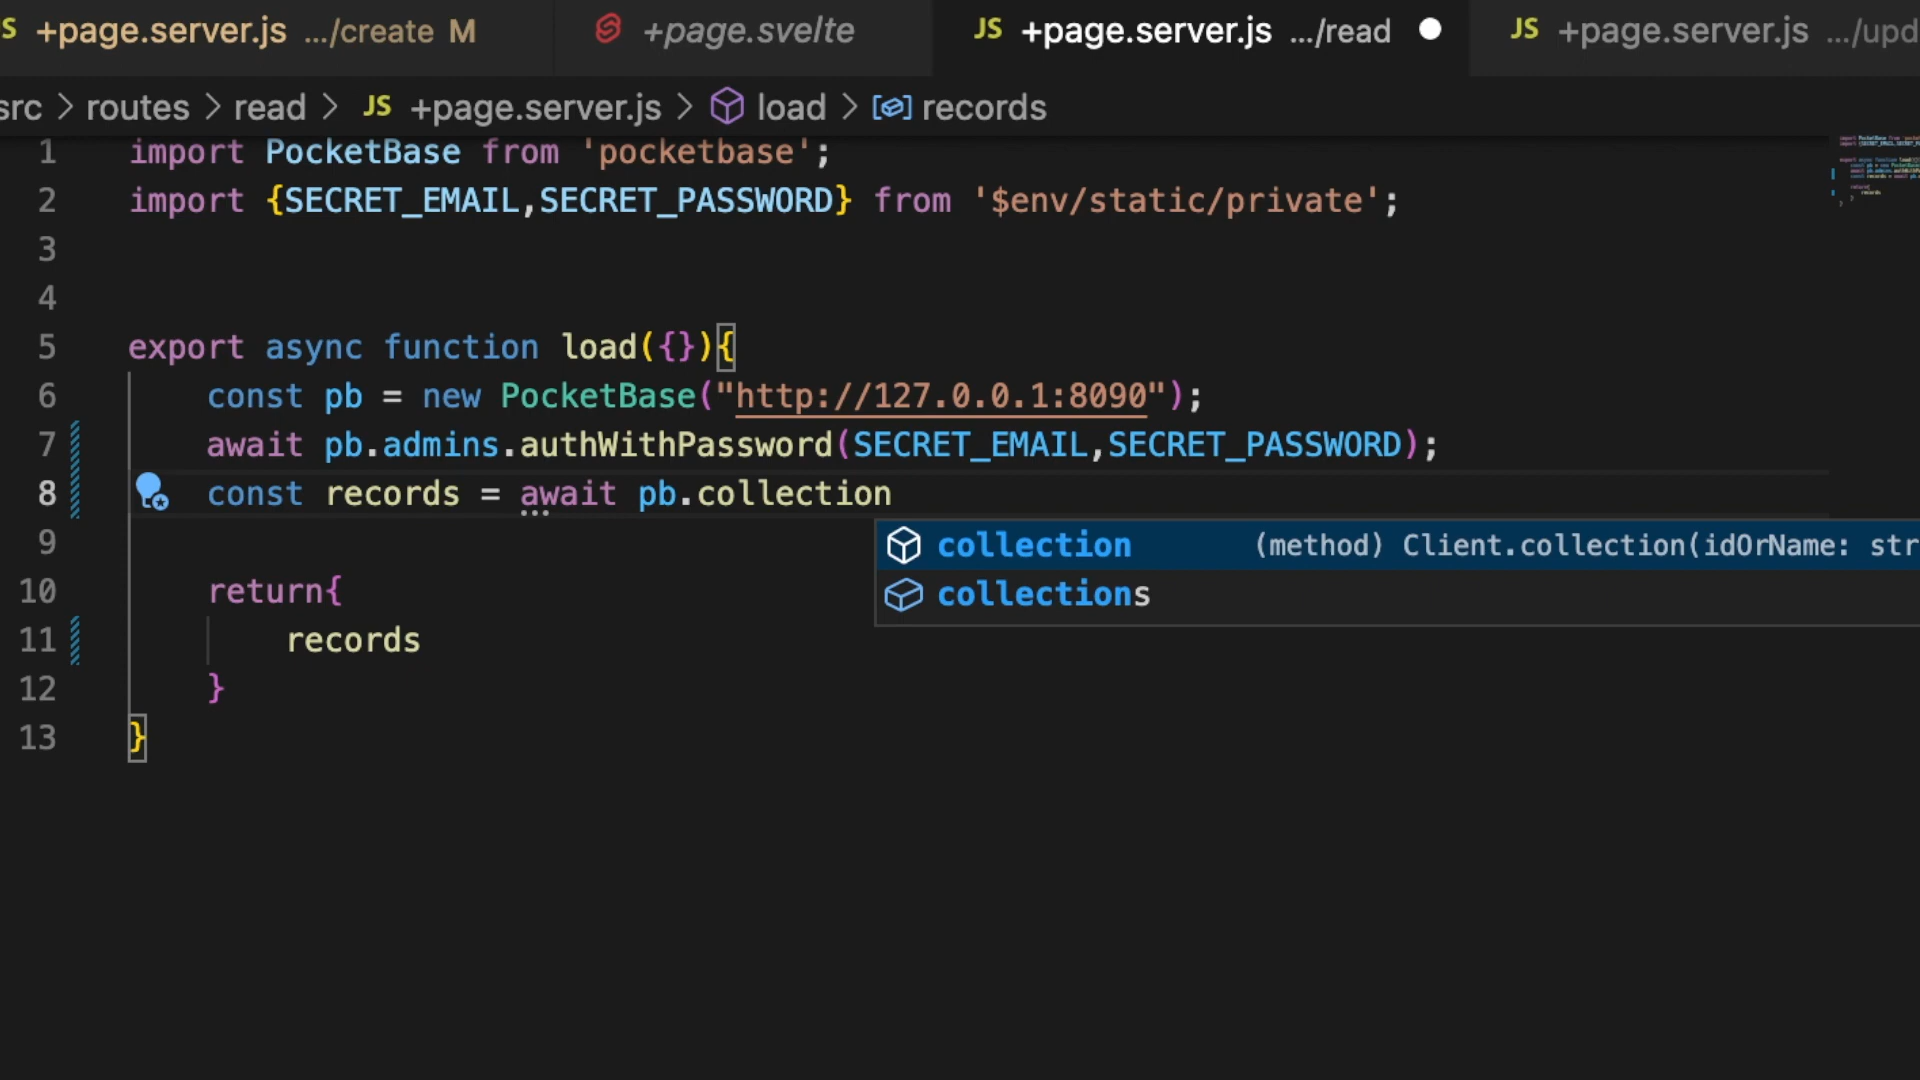 JS +page.server.js .../create M +page.svelte JS +page.server.js .../read JS +page.server.js .../upd
src > routes > read > JS +page.server.js > load > records
1 import PocketBase from 'pocketbase';
2 import {SECRET_EMAIL,SECRET_PASSWORD} from '$env/static/private';
3
4
5 export async function load({}){
6 const pb = new PocketBase("http://127.0.0.1:8090");
7 await pb.admins.authWithPassword(SECRET_EMAIL,SECRET_PASSWORD);
8 const records = await pb.collection
collection (method) Client.collection(idOrName: str
9
collections
10 return{
11 records
12 }
13 }